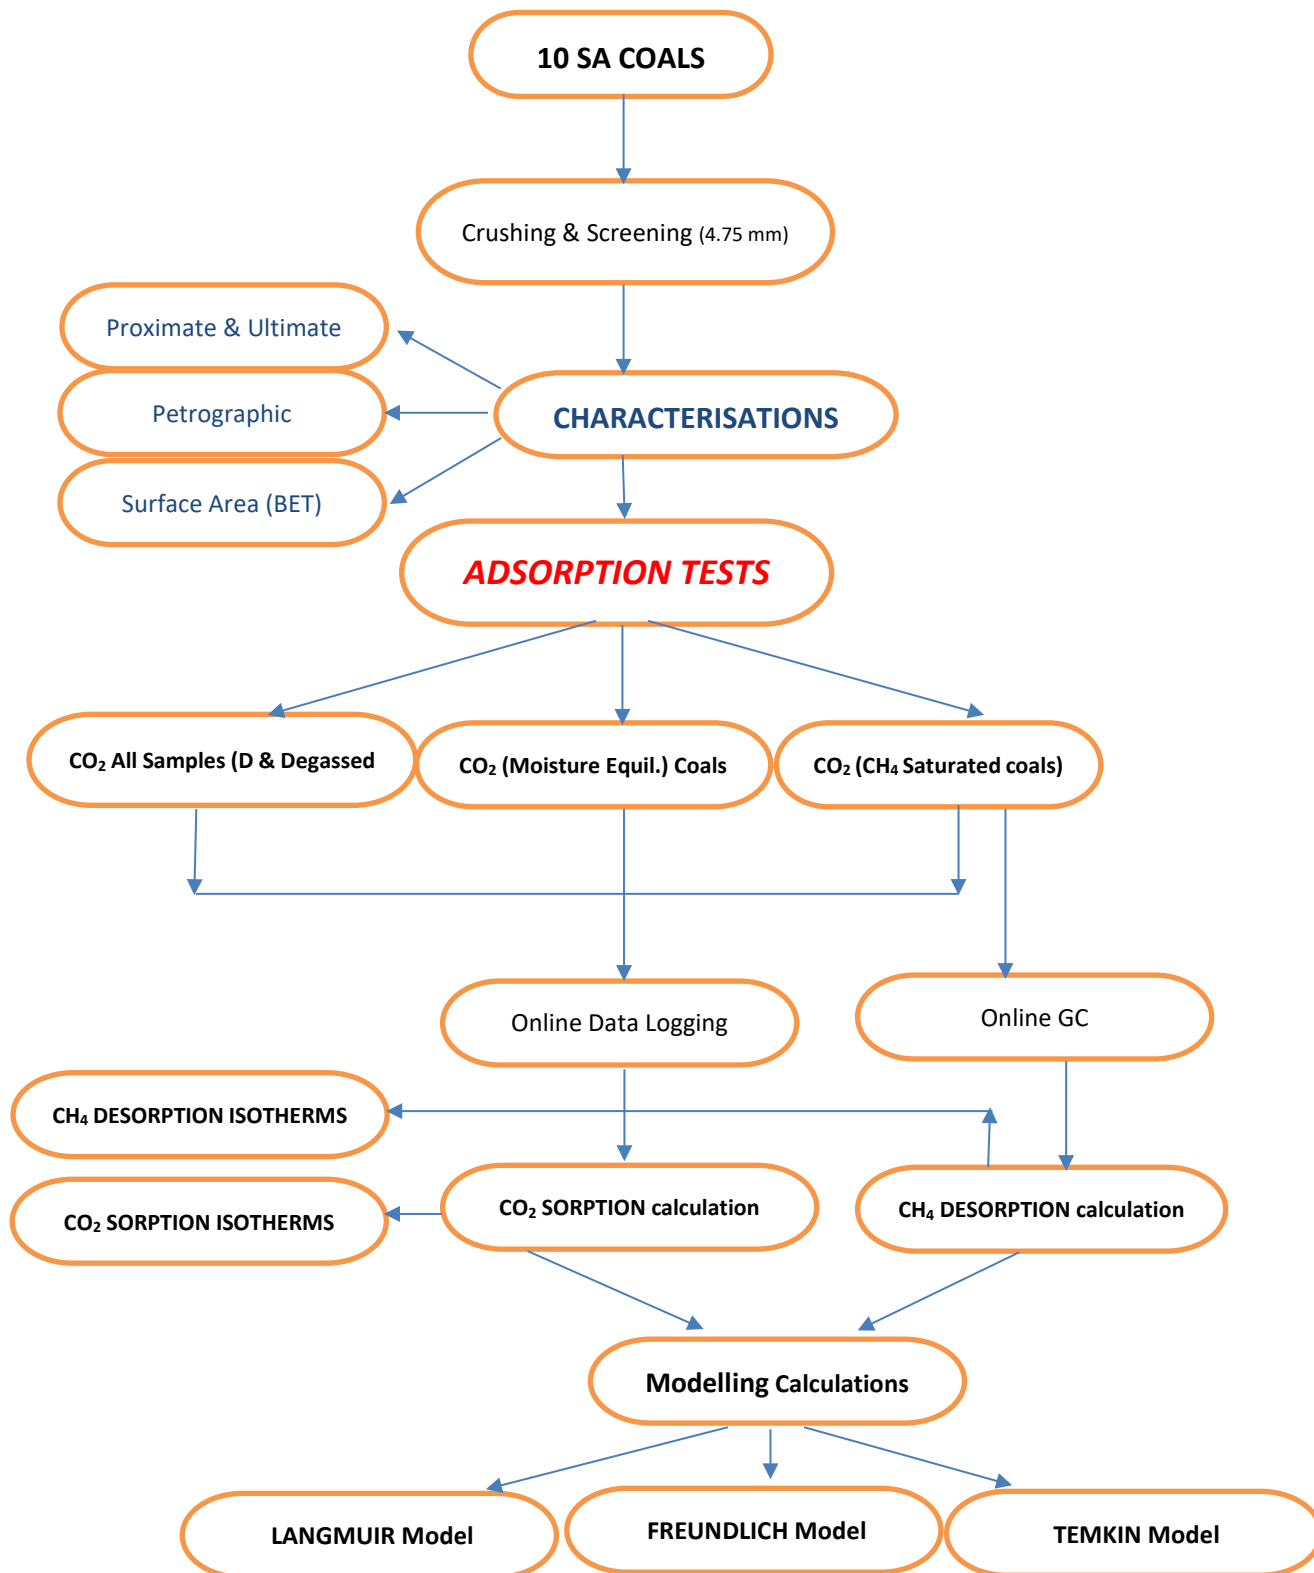 10 SA COALS
Crushing & Screening (4.75 mm)
Proximate & Ultimate
Petrographic
CHARACTERISATIONS
Surface Area (BET)
ADSORPTION TESTS
CO₂ All Samples (D & Degassed
CO₂ (Moisture Equil.) Coals
CO₂ (CH₄ Saturated coals)
Online Data Logging
Online GC
CH₄ DESORPTION ISOTHERMS
CO₂ SORPTION ISOTHERMS
CO₂ SORPTION calculation
CH₄ DESORPTION calculation
Modelling Calculations
LANGMUIR Model
FREUNDLICH Model
TEMKIN Model